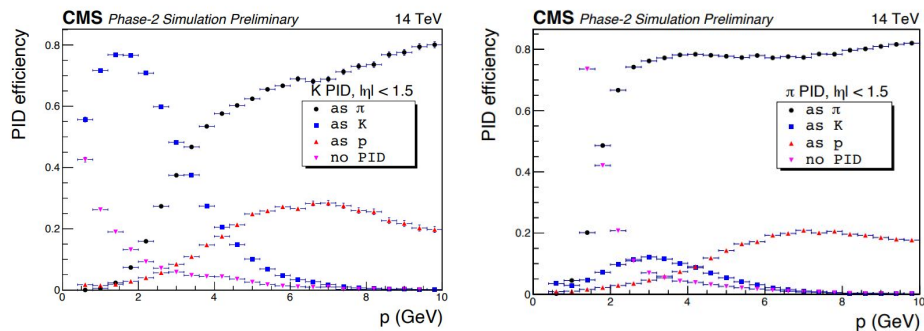 CMS Phase-2 Simulation Preliminary 14 TeV
PID efficiency
0.8
0.6
0.4
0.2
0
K PID, |η| < 1.5
as π
as K
as p
no PID
0 2 4 6 8 10
p (GeV)
CMS Phase-2 Simulation Preliminary 14 TeV
PID efficiency
0.8
0.6
0.4
0.2
0
π PID, |η| < 1.5
as π
as K
as p
no PID
0 2 4 6 8 10
p (GeV)